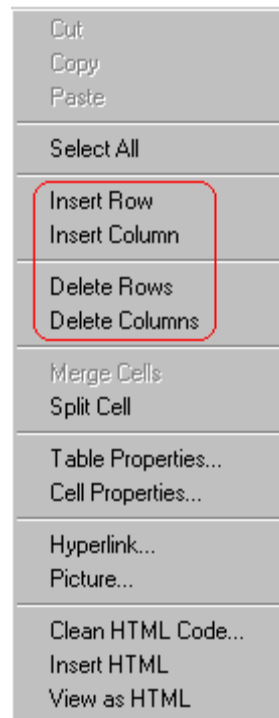 Cut
Copy
Paste
Select All
Insert Row
Insert Column
Delete Rows
Delete Columns
Merge Cells
Split Cell
Table Properties...
Cell Properties...
Hyperlink...
Picture...
Clean HTML Code...
Insert HTML
View as HTML